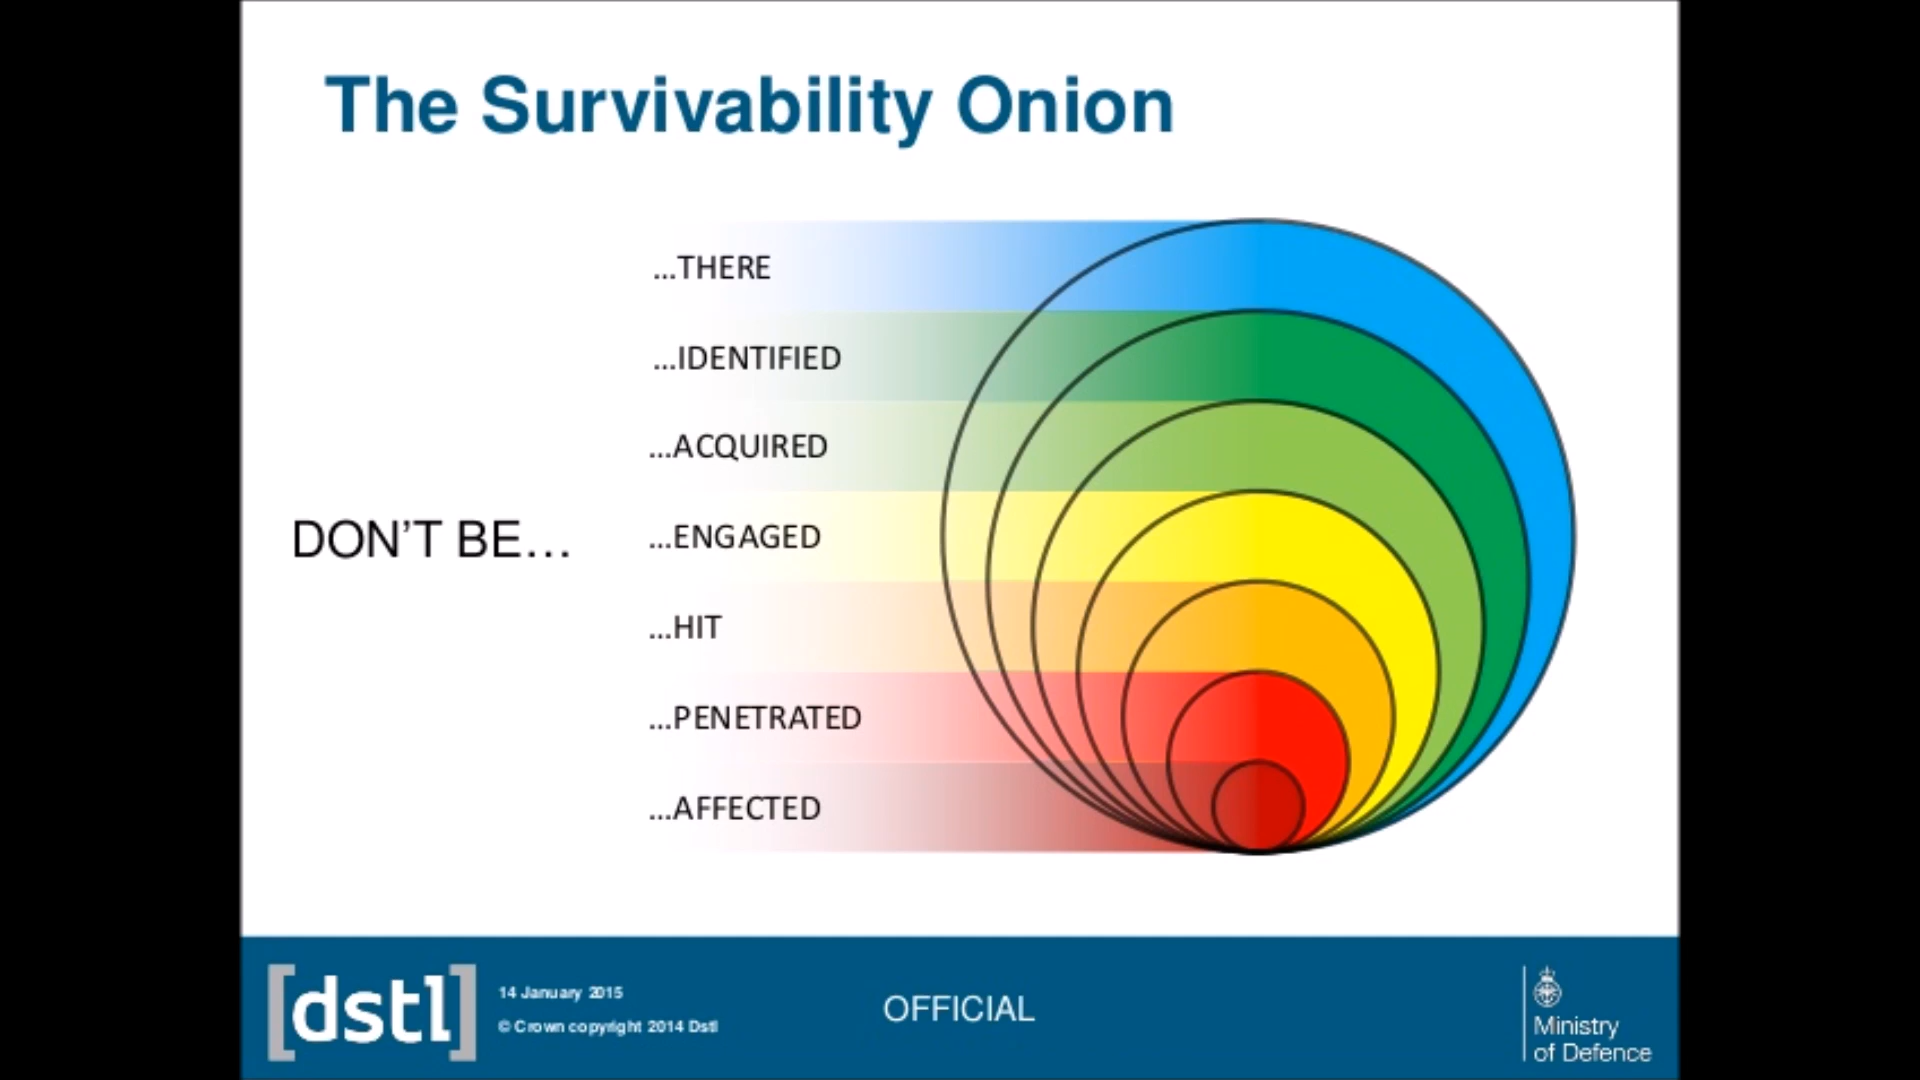 The Survivability Onion
DON’T BE…
...THERE
...IDENTIFIED
...ACQUIRED
...ENGAGED
...HIT
...PENETRATED
...AFFECTED
[dstl]
14 January 2015
© Crown copyright 2014 Dstl
OFFICIAL
Ministry
of Defence